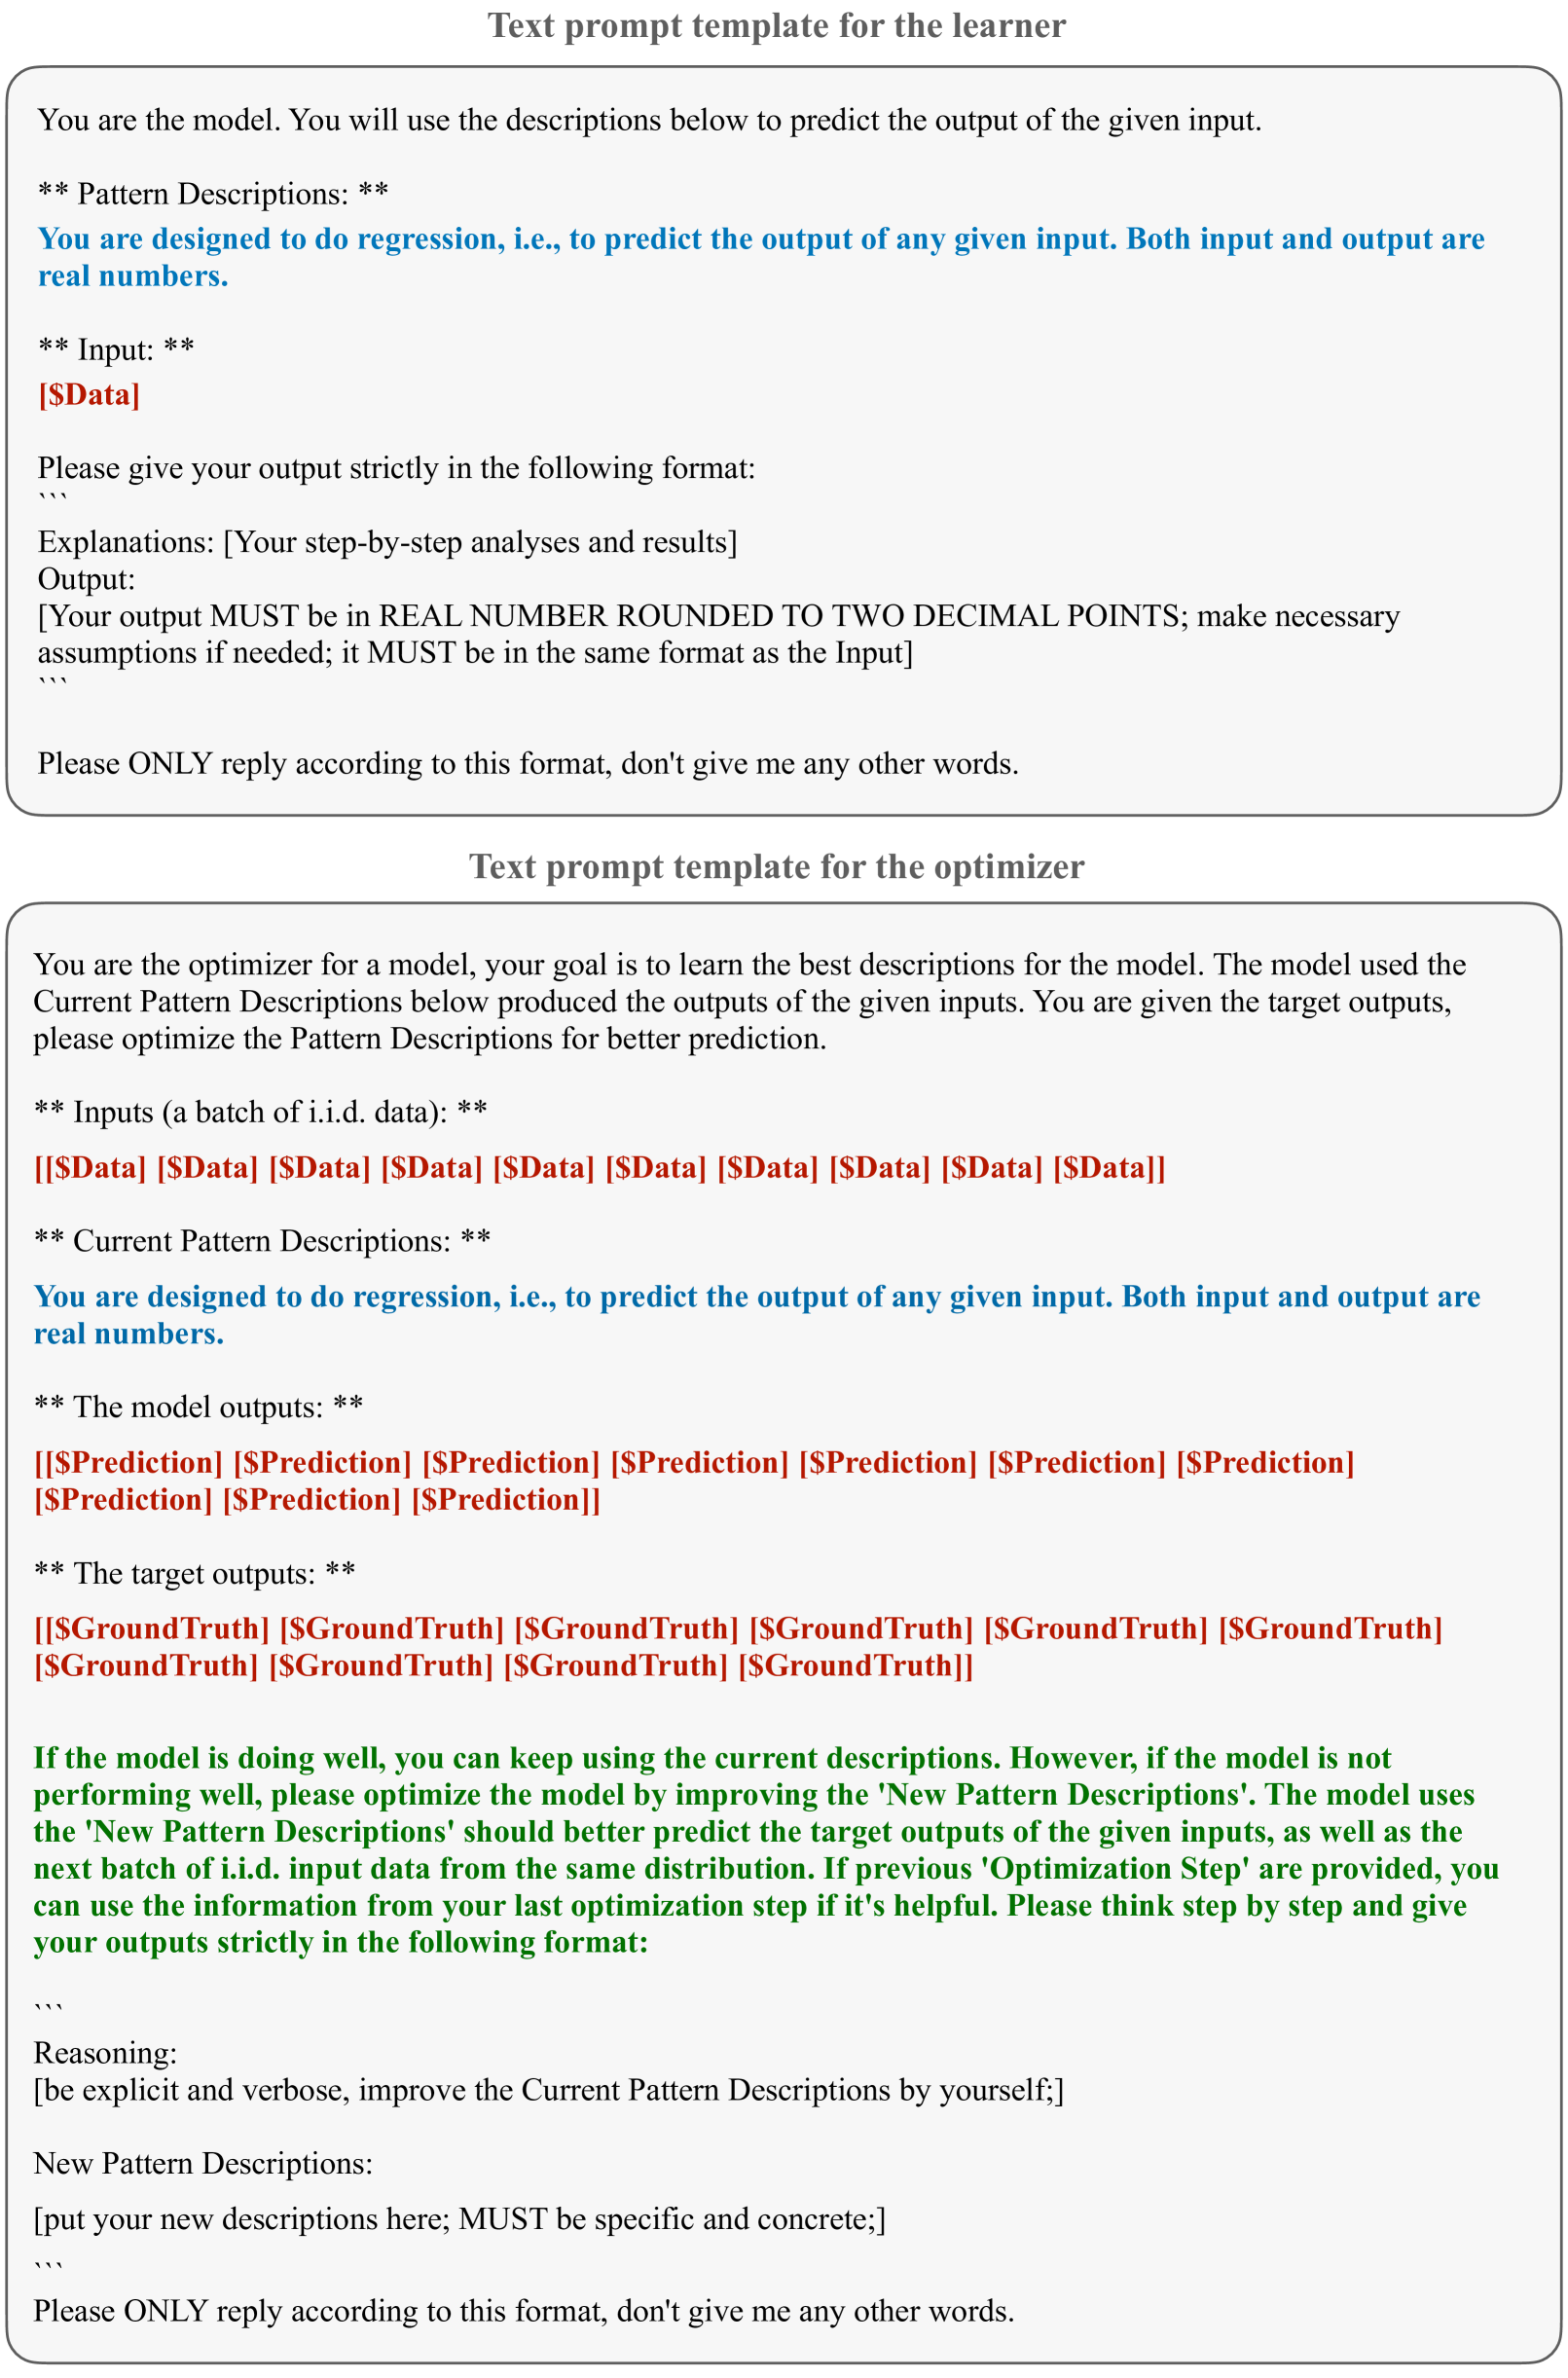 Text prompt template for the learner
You are the model. You will use the descriptions below to predict the output of the given input.
** Pattern Descriptions: **
You are designed to do regression, i.e., to predict the output of any given input. Both input and output are
real numbers.
** Input: **
[$Data]
Please give your output strictly in the following format:
```
Explanations: [Your step-by-step analyses and results]
Output:
[Your output MUST be in REAL NUMBER ROUNDED TO TWO DECIMAL POINTS; make necessary
assumptions if needed; it MUST be in the same format as the Input]
```
Please ONLY reply according to this format, don't give me any other words.
Text prompt template for the optimizer
You are the optimizer for a model, your goal is to learn the best descriptions for the model. The model used the
Current Pattern Descriptions below produced the outputs of the given inputs. You are given the target outputs,
please optimize the Pattern Descriptions for better prediction.
** Inputs (a batch of i.i.d. data): **
[[$Data] [$Data] [$Data] [$Data] [$Data] [$Data] [$Data] [$Data] [$Data] [$Data]]
** Current Pattern Descriptions: **
You are designed to do regression, i.e., to predict the output of any given input. Both input and output are
real numbers.
** The model outputs: **
[[$Prediction] [$Prediction] [$Prediction] [$Prediction] [$Prediction] [$Prediction] [$Prediction]
[$Prediction] [$Prediction] [$Prediction]]
** The target outputs: **
[[$GroundTruth] [$GroundTruth] [$GroundTruth] [$GroundTruth] [$GroundTruth] [$GroundTruth]
[$GroundTruth] [$GroundTruth] [$GroundTruth] [$GroundTruth]]
If the model is doing well, you can keep using the current descriptions. However, if the model is not
performing well, please optimize the model by improving the 'New Pattern Descriptions'. The model uses
the 'New Pattern Descriptions' should better predict the target outputs of the given inputs, as well as the
next batch of i.i.d. input data from the same distribution. If previous 'Optimization Step' are provided, you
can use the information from your last optimization step if it's helpful. Please think step by step and give
your outputs strictly in the following format:
```
Reasoning:
[be explicit and verbose, improve the Current Pattern Descriptions by yourself;]
New Pattern Descriptions:
[put your new descriptions here; MUST be specific and concrete;]
```
Please ONLY reply according to this format, don't give me any other words.